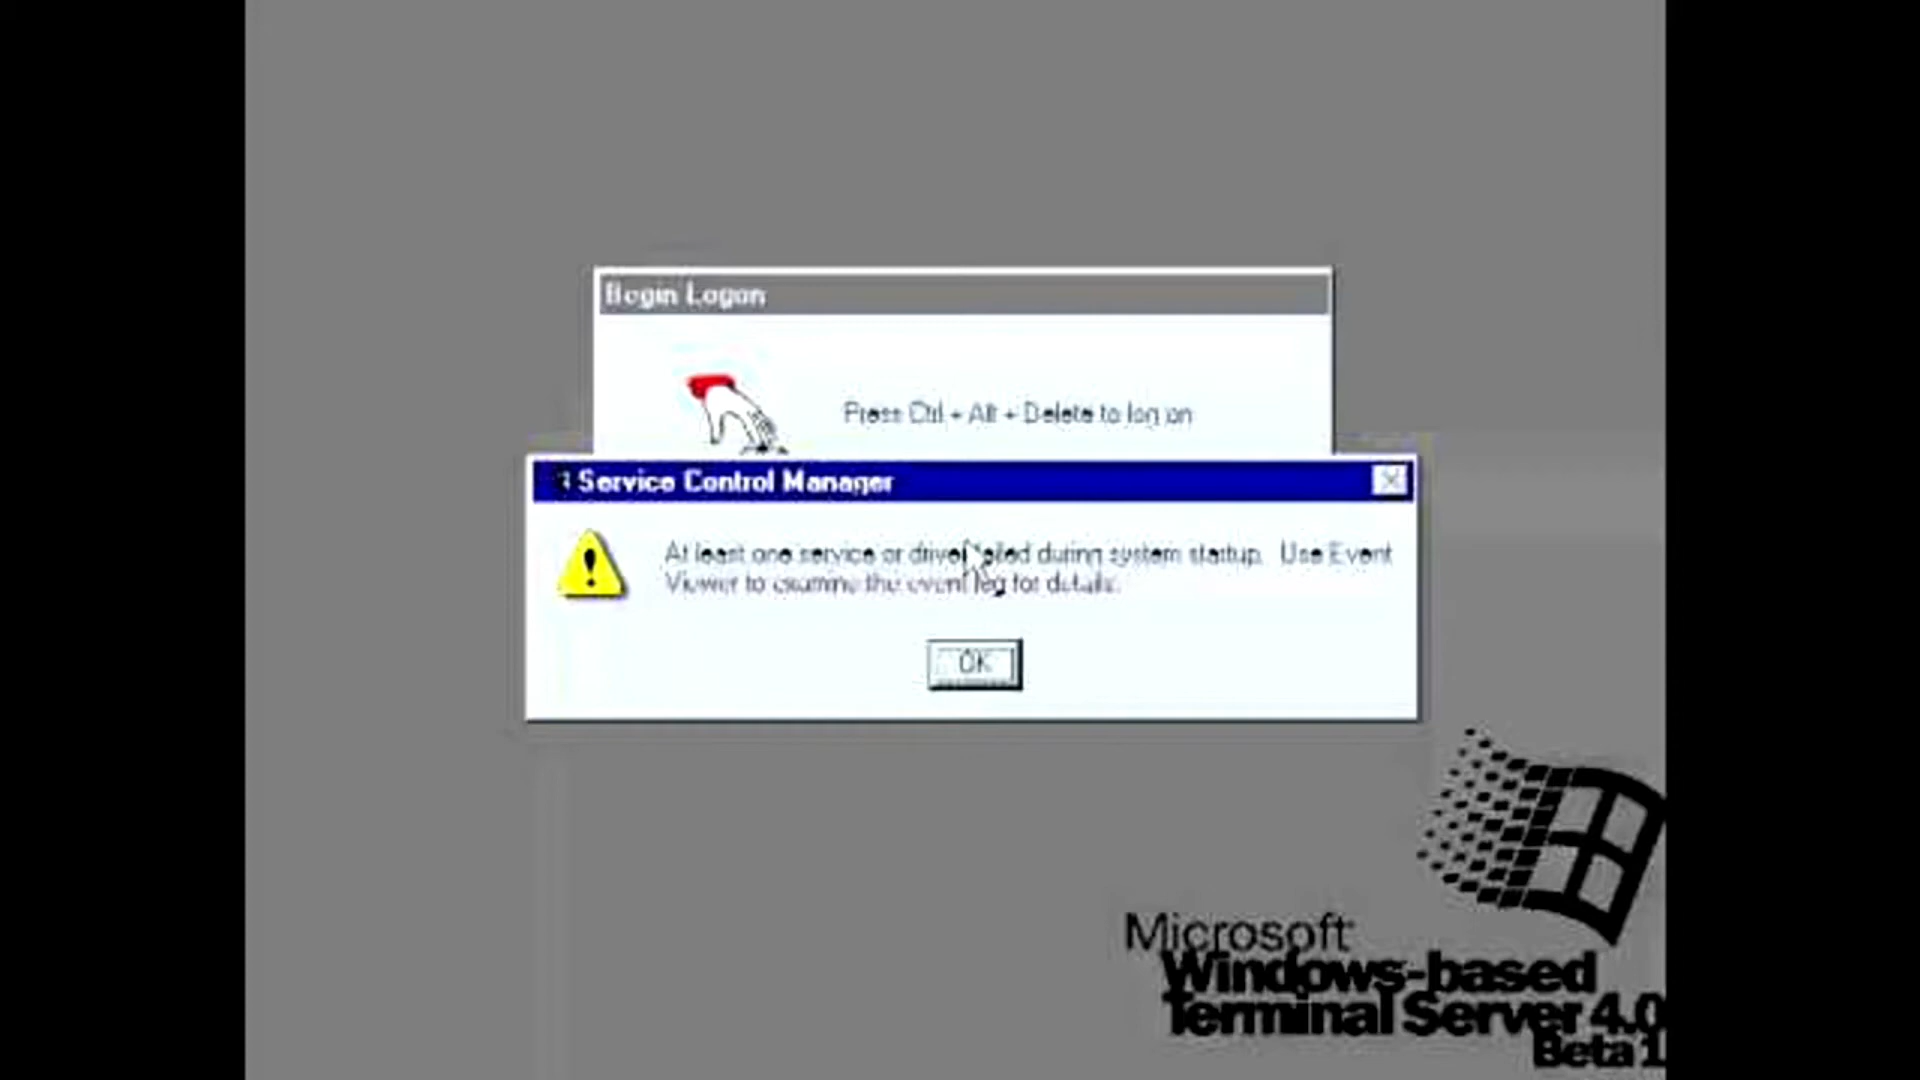 Begin Logon
Press Ctrl + Alt + Delete to log on
Service Control Manager
At least one service or driver failed during system startup. Use Event
Viewer to examine the event log for details.
OK
Microsoft
Windows-based
Terminal Server 4.0
Beta 1